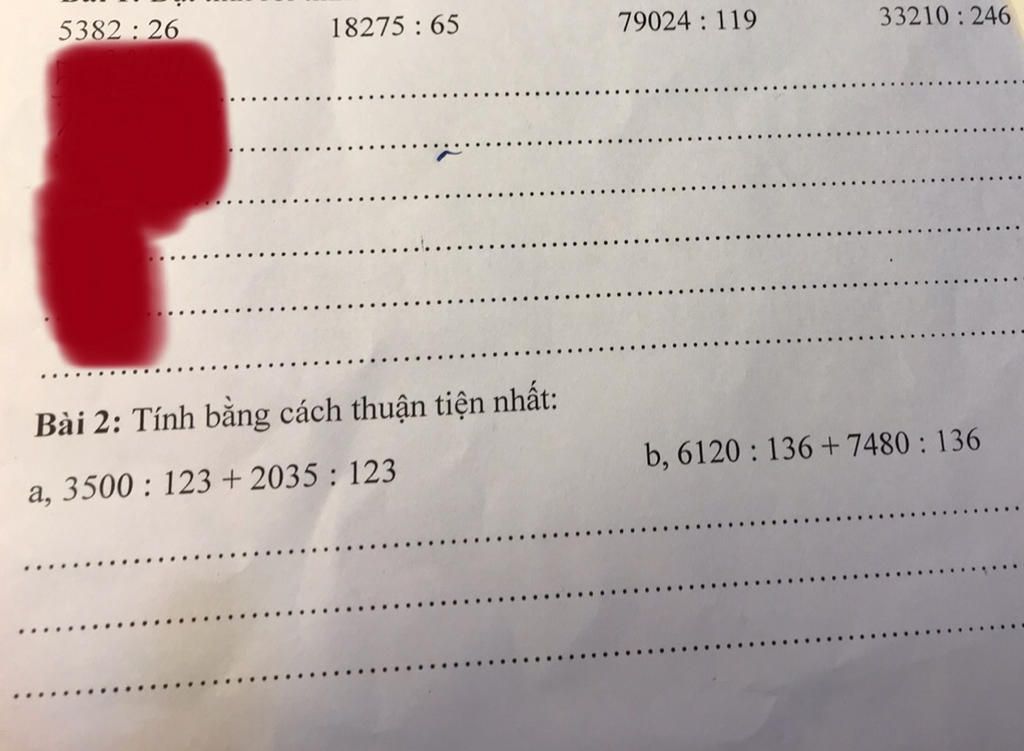 5382 : 26 18275 : 65 79024 : 119 33210 : 246
Bài 2: Tính bằng cách thuận tiện nhất:
a, 3500 : 123 + 2035 : 123 b, 6120 : 136 + 7480 : 136